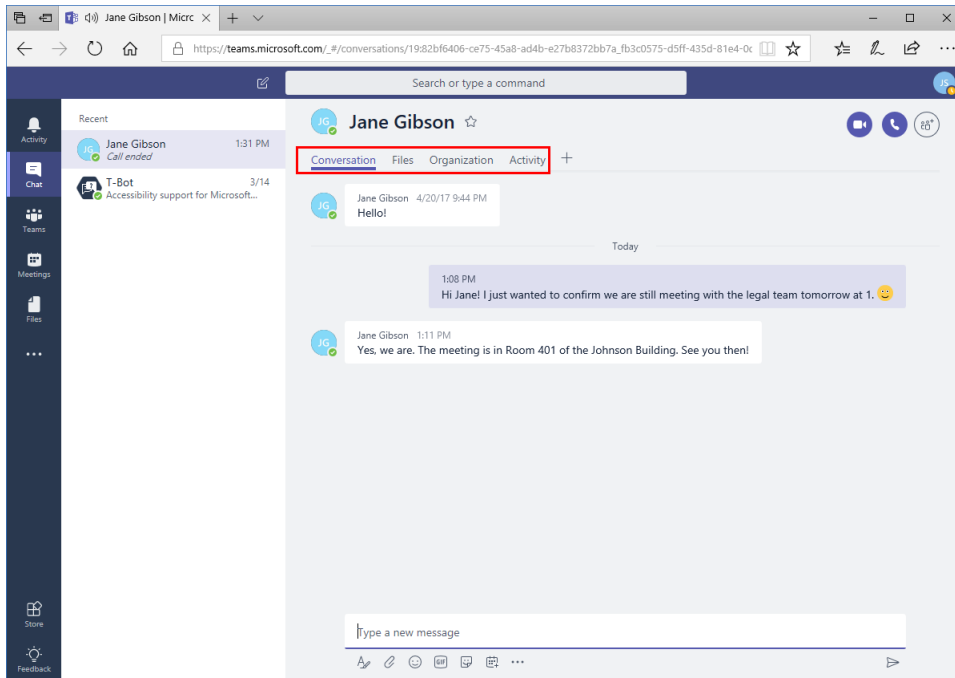 Jane Gibson | Micrc
https://teams.microsoft.com/_#/conversations/19:82bf6406-ce75-45a8-ad4b-e27b8372bb7a_fb3c0575-d5ff-435d-81e4-0c
Search or type a command
JS
Activity
Chat
Teams
Meetings
Files
Store
Feedback
Recent
JG
Jane Gibson 1:31 PM
Call ended
T-Bot 3/14
Accessibility support for Microsoft...
JG
Jane Gibson
Conversation Files Organization Activity
JG
Jane Gibson 4/20/17 9:44 PM
Hello!
Today
1:08 PM
Hi Jane! I just wanted to confirm we are still meeting with the legal team tomorrow at 1.
JG
Jane Gibson 1:11 PM
Yes, we are. The meeting is in Room 401 of the Johnson Building. See you then!
Type a new message
GIF